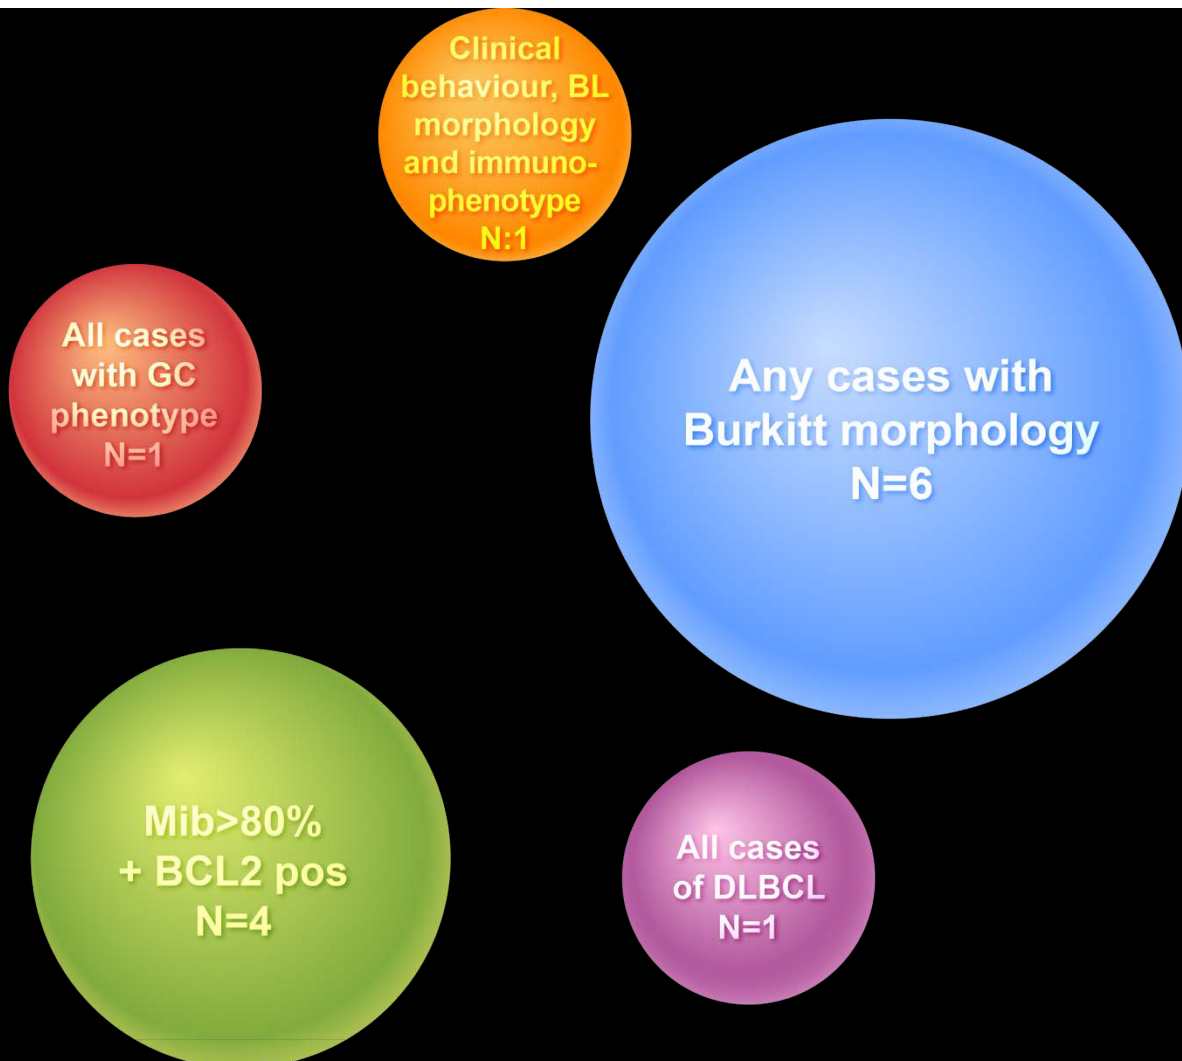 Clinical
behaviour, BL
morphology
and immuno-
phenotype
N:1
All cases
with GC
phenotype
N=1
Any cases with
Burkitt morphology
N=6
Mib>80%
+ BCL2 pos
N=4
All cases
of DLBCL
N=1